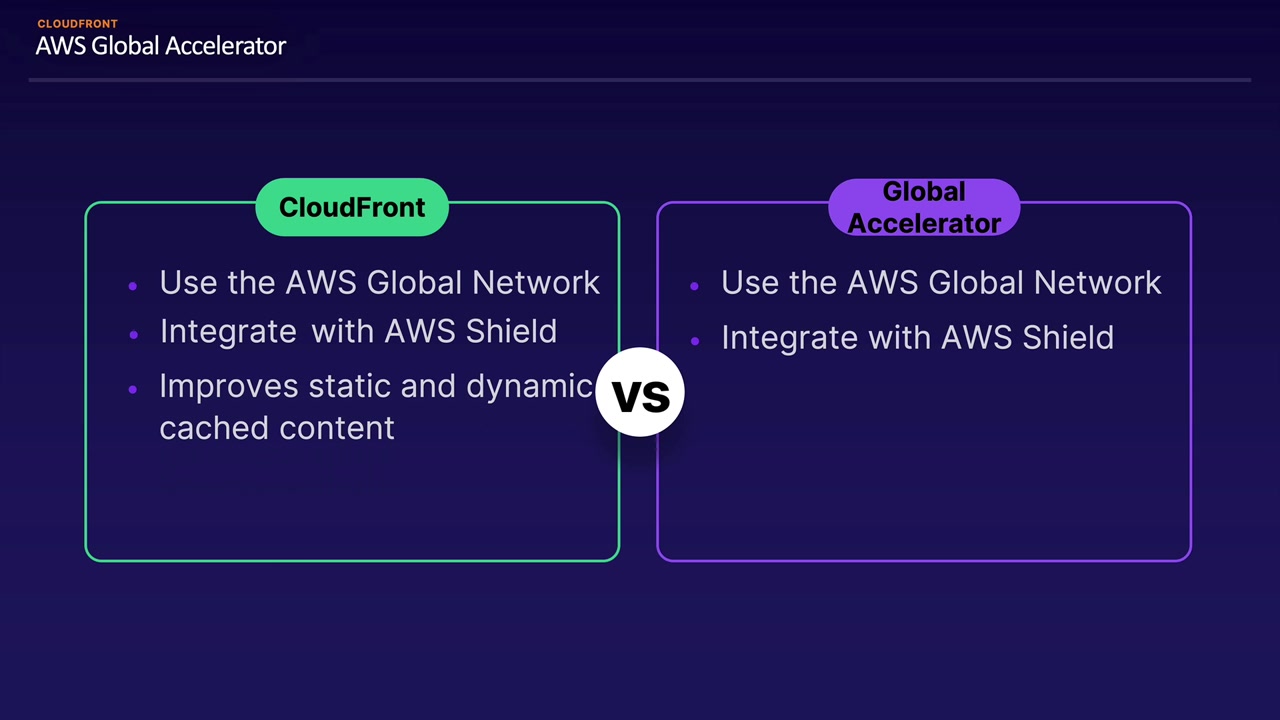 CLOUDFRONT
AWS Global Accelerator
CloudFront
• Use the AWS Global Network
• Integrate with AWS Shield
• Improves static and dynamic
cached content
vs
Global
Accelerator
• Use the AWS Global Network
• Integrate with AWS Shield